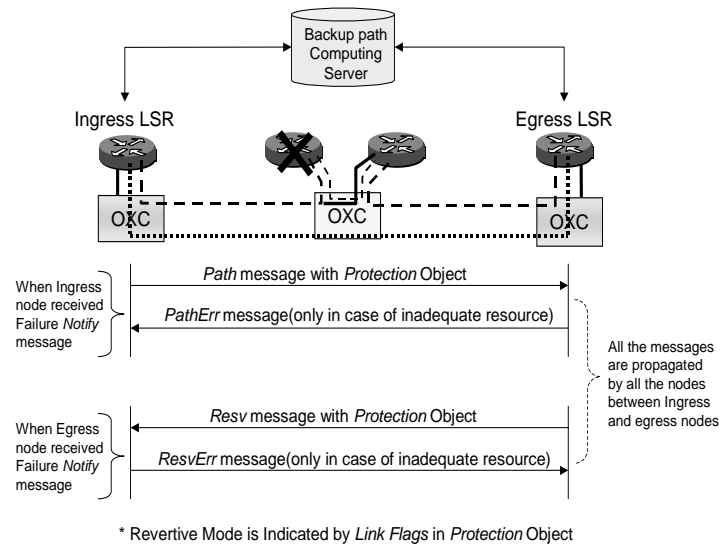 Backup path
Computing
Server
Ingress LSR
Egress LSR
OXC
OXC
OXC
When Ingress
node received
Failure Notify
message
Path message with Protection Object
PathErr message(only in case of inadequate resource)
All the messages
are propagated
by all the nodes
between Ingress
and egress nodes
When Egress
node received
Failure Notify
message
Resv message with Protection Object
ResvErr message(only in case of inadequate resource)
* Revertive Mode is Indicated by Link Flags in Protection Object